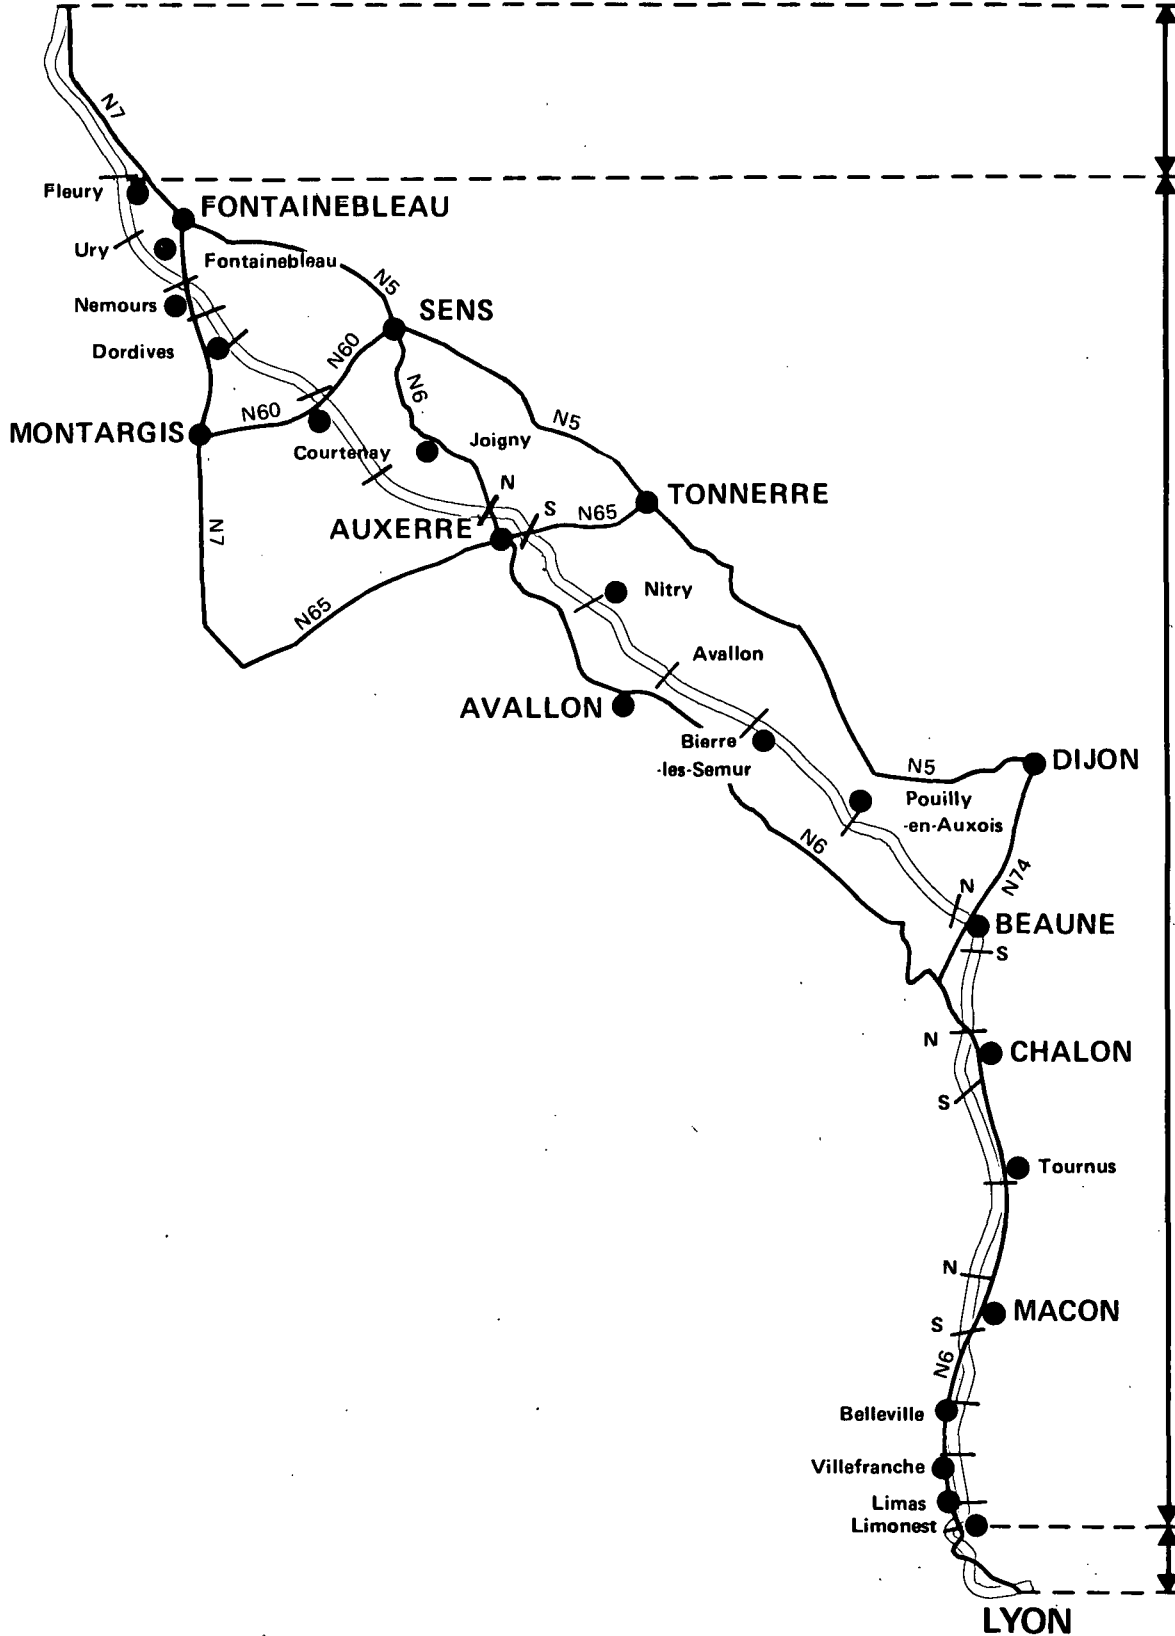 N7
Fleury
FONTAINEBLEAU
Ury
Fontainebleau
N5
Nemours
SENS
Dordives
N60
N6
N60
N5
MONTARGIS
Joigny
Courtenay
N
TONNERRE
S
N65
AUXERRE
N7
Nitry
N65
Avallon
AVALLON
Bierre
-les-Semur
DIJON
N5
Pouilly
-en-Auxois
N6
N74
N
BEAUNE
S
N
CHALON
S
Tournus
N
MACON
S
N6
Belleville
Villefranche
Limas
Limonest
LYON